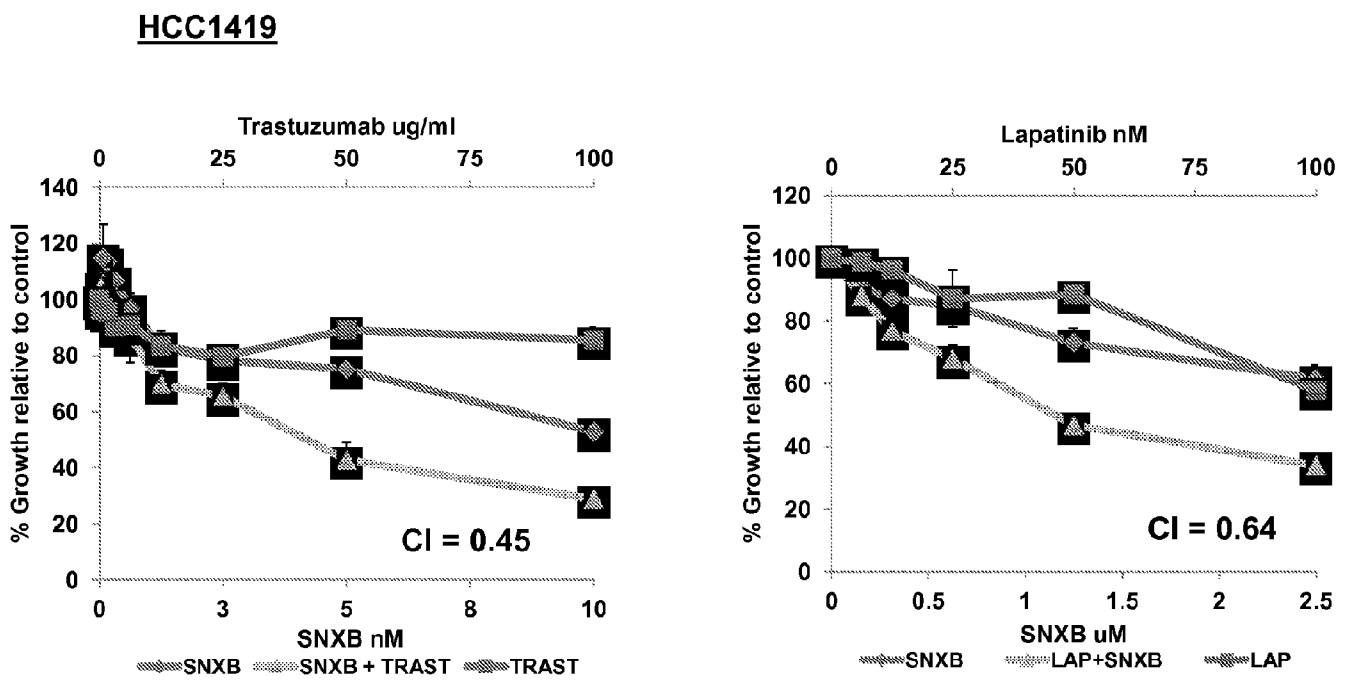 HCC1419
Trastuzumab ug/ml
0 25 50 75 100
% Growth relative to control
140
120
100
80
60
40
20
0
CI = 0.45
0 3 5 8 10
SNXB nM
SNXB SNXB + TRAST TRAST
Lapatinib nM
0 25 50 75 100
% Growth relative to control
120
100
80
60
40
20
0
CI = 0.64
0 0.5 1 1.5 2 2.5
SNXB uM
SNXB LAP+SNXB LAP